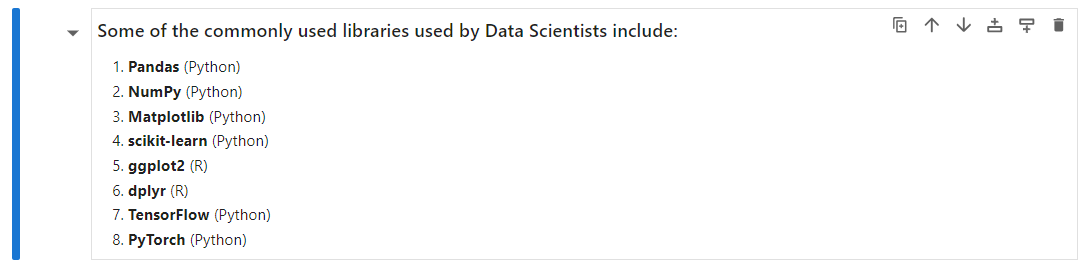 Some of the commonly used libraries used by Data Scientists include:
1. Pandas (Python)
2. NumPy (Python)
3. Matplotlib (Python)
4. scikit-learn (Python)
5. ggplot2 (R)
6. dplyr (R)
7. TensorFlow (Python)
8. PyTorch (Python)